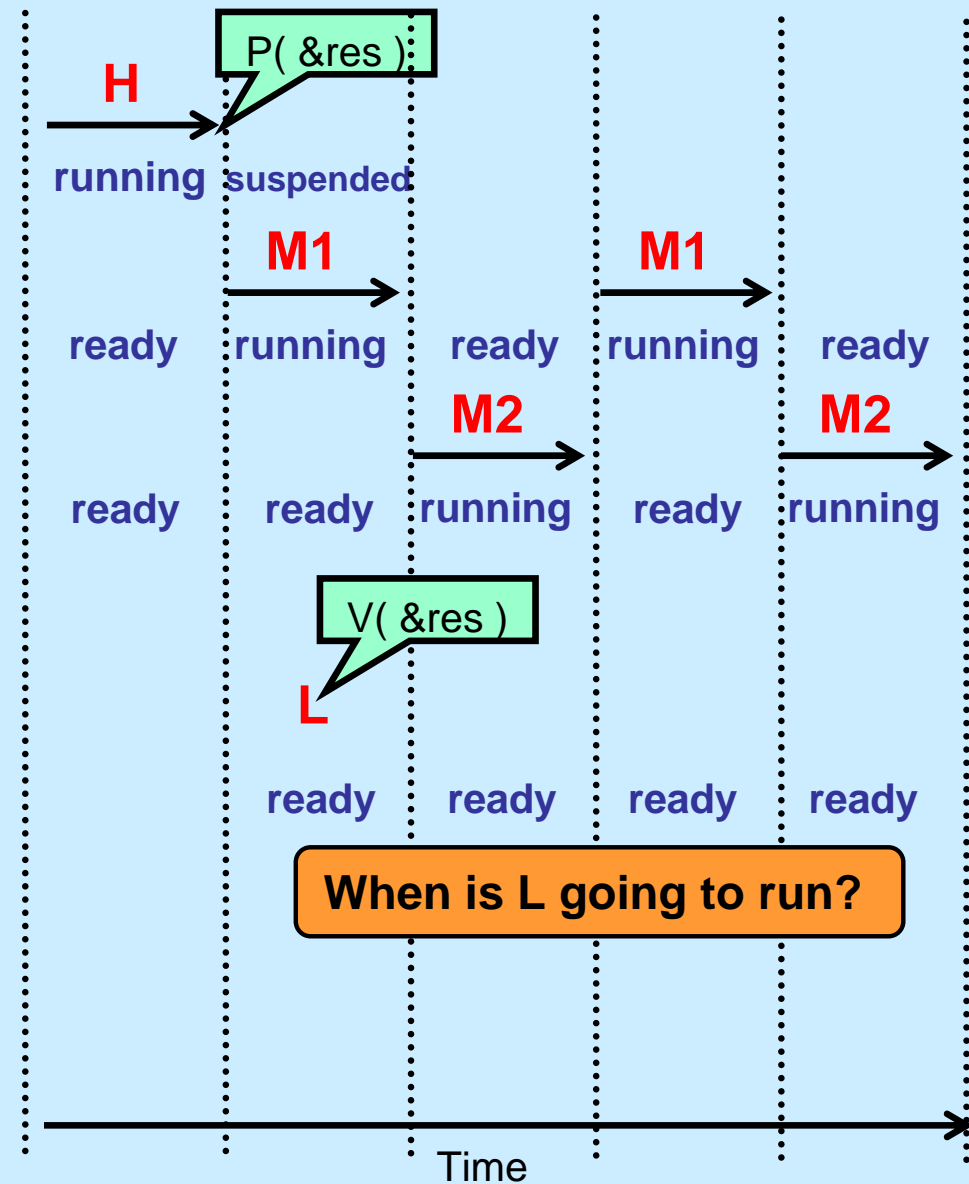 P( &res )
H
running suspended
M1 M1
ready running ready running ready
M2 M2
ready ready running ready running
V( &res )
L
ready ready ready ready
When is L going to run?
Time